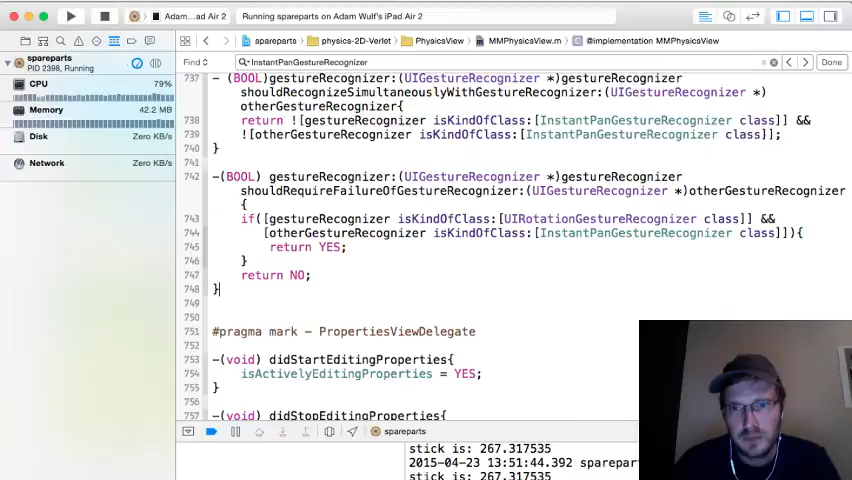 Adam...ad Air 2
Running spareparts on Adam Wulf's iPad Air 2
spareparts
PID 2398, Running
CPU 79%
Memory 42.2 MB
Disk Zero KB/s
Network Zero KB/s
spareparts physics-2D-Verlet PhysicsView MMPhysicsView.m @implementation MMPhysicsView
Find InstantPanGestureRecognizer 8 Done
737 - (BOOL)gestureRecognizer:(UIGestureRecognizer *)gestureRecognizer
shouldRecognizeSimultaneouslyWithGestureRecognizer:(UIGestureRecognizer *)
otherGestureRecognizer{
738 return ![gestureRecognizer isKindOfClass:[InstantPanGestureRecognizer class]] &&
739 ![otherGestureRecognizer isKindOfClass:[InstantPanGestureRecognizer class]];
740 }
741
742 -(BOOL) gestureRecognizer:(UIGestureRecognizer *)gestureRecognizer
shouldRequireFailureOfGestureRecognizer:(UIGestureRecognizer *)otherGestureRecognizer
{
743 if([gestureRecognizer isKindOfClass:[UIRotationGestureRecognizer class]] &&
744 [otherGestureRecognizer isKindOfClass:[InstantPanGestureRecognizer class]]){
745 return YES;
746 }
747 return NO;
748 }
749
750
751 #pragma mark - PropertiesViewDelegate
752
753 -(void) didStartEditingProperties{
754 isActivelyEditingProperties = YES;
755 }
756
757 -(void) didStopEditingProperties{
spareparts
stick is: 267.317535
2015-04-23 13:51:44.392 sparepar
stick is: 267.317535